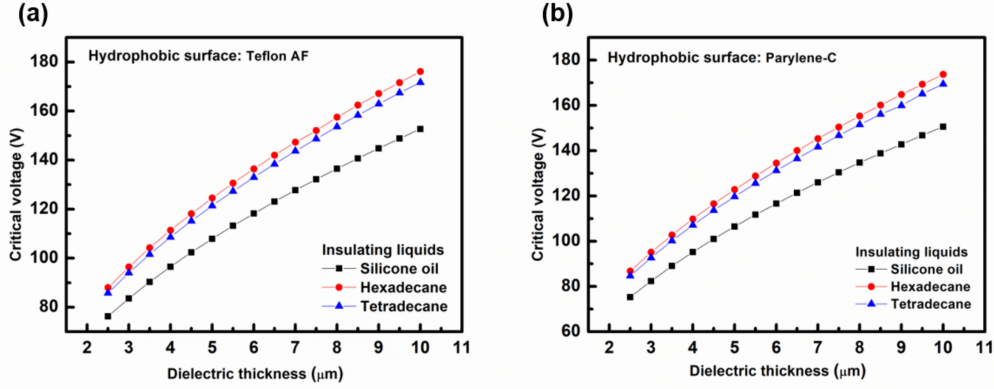 (a)
Hydrophobic surface: Teflon AF
Critical voltage (V)
180
160
140
120
100
80
Insulating liquids
Silicone oil
Hexadecane
Tetradecane
2 3 4 5 6 7 8 9 10 11
Dielectric thickness (μm)
(b)
Hydrophobic surface: Parylene-C
Critical voltage (V)
180
160
140
120
100
80
60
Insulating liquids
Silicone oil
Hexadecane
Tetradecane
2 3 4 5 6 7 8 9 10 11
Dielectric thickness (μm)